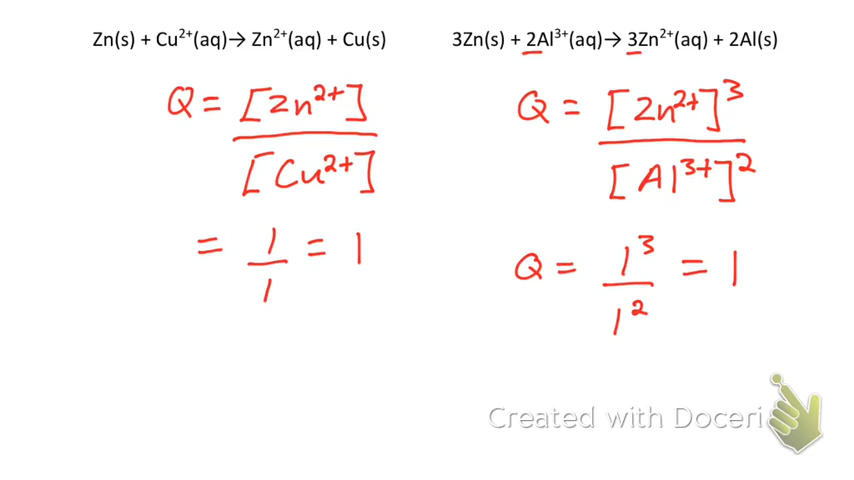 Zn(s) + Cu²⁺(aq)→ Zn²⁺(aq) + Cu(s)
Q = [Zn²⁺] / [Cu²⁺]
= 1/1 = 1
3Zn(s) + 2Al³⁺(aq)→ 3Zn²⁺(aq) + 2Al(s)
Q = [Zn²⁺]³ / [Al³⁺]²
Q = 1³/1² = 1
Created with Doceri